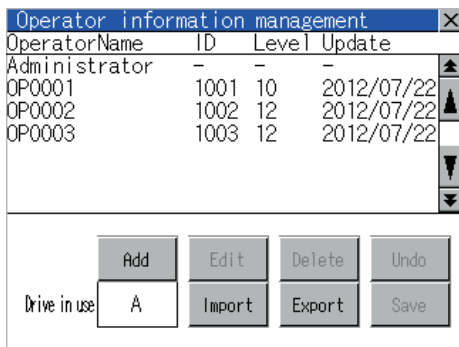 Operator information management ×
OperatorName ID Level Update
Administrator - - -
OP0001 1001 10 2012/07/22
OP0002 1002 12 2012/07/22
OP0003 1003 12 2012/07/22
Add Edit Delete Undo
Drive in use A Import Export Save